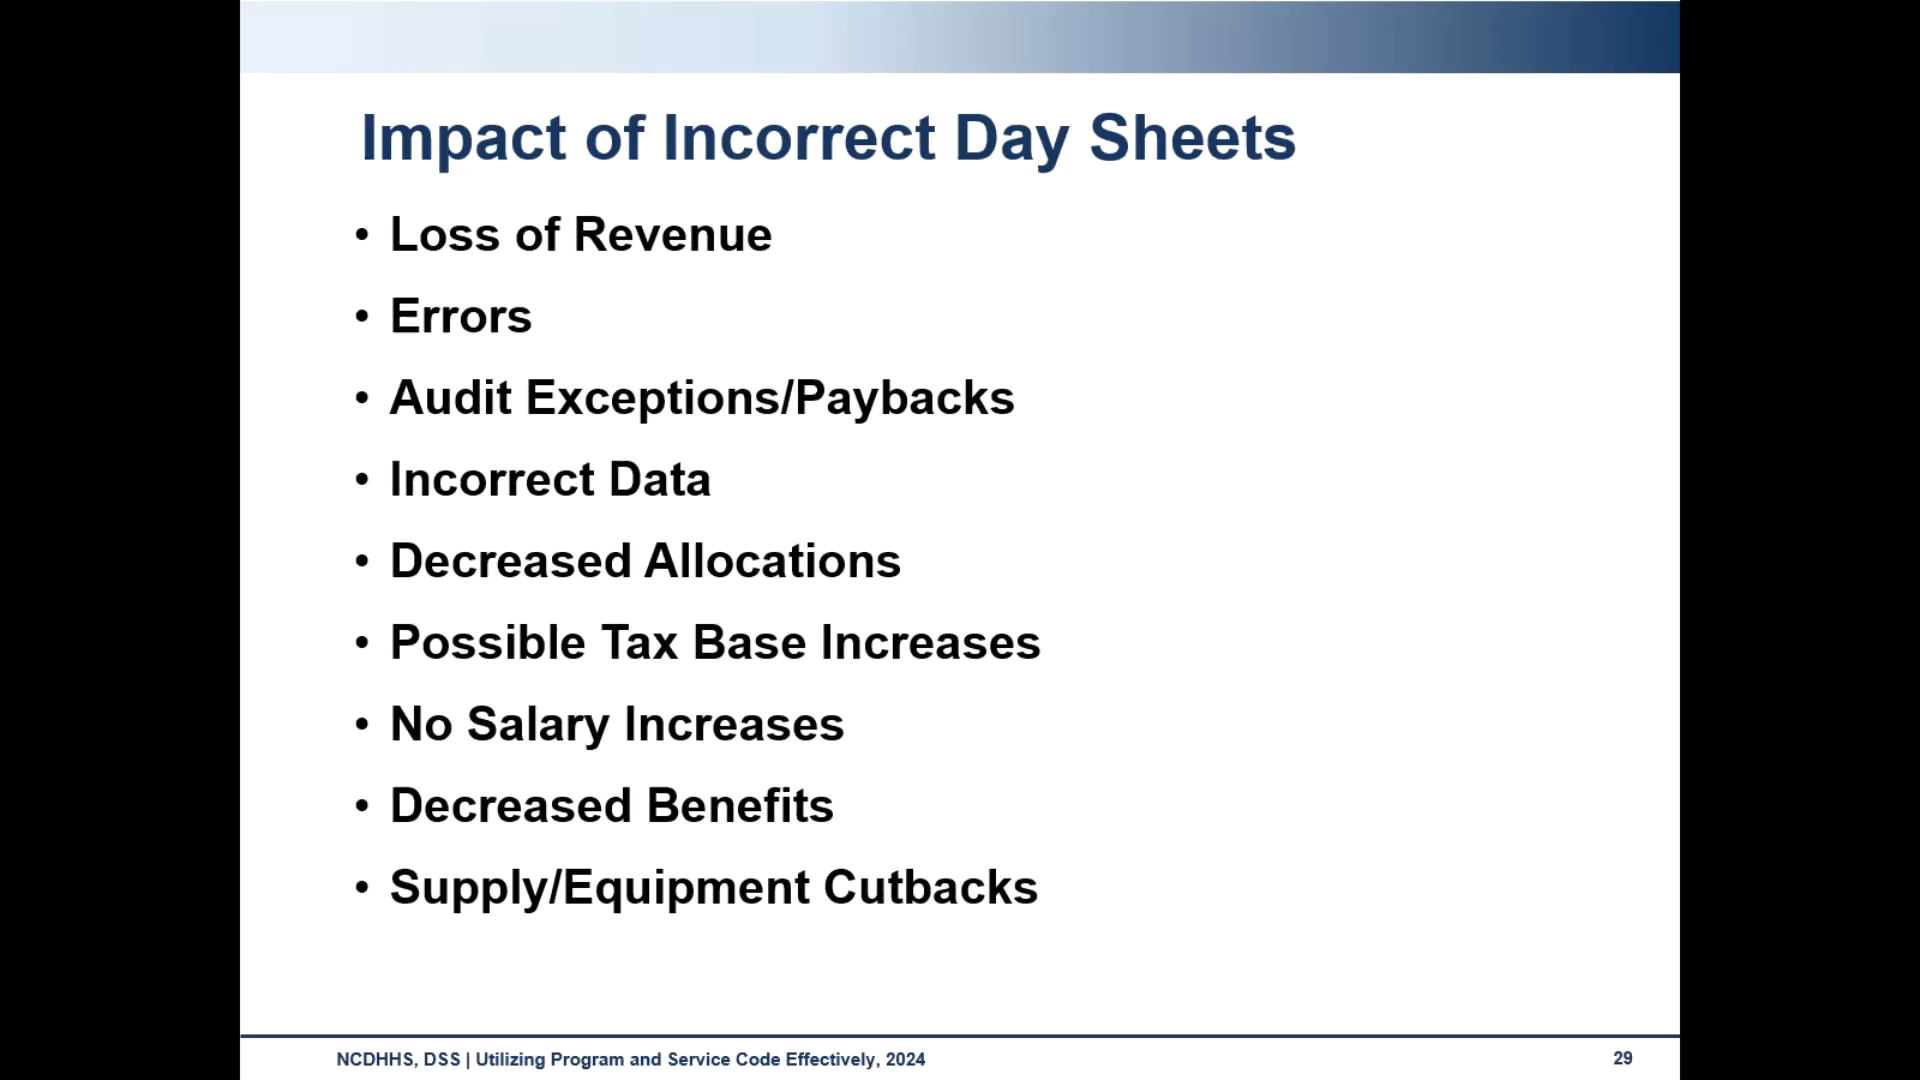 Impact of Incorrect Day Sheets
• Loss of Revenue
• Errors
• Audit Exceptions/Paybacks
• Incorrect Data
• Decreased Allocations
• Possible Tax Base Increases
• No Salary Increases
• Decreased Benefits
• Supply/Equipment Cutbacks
NCDHHS, DSS | Utilizing Program and Service Code Effectively, 2024
29